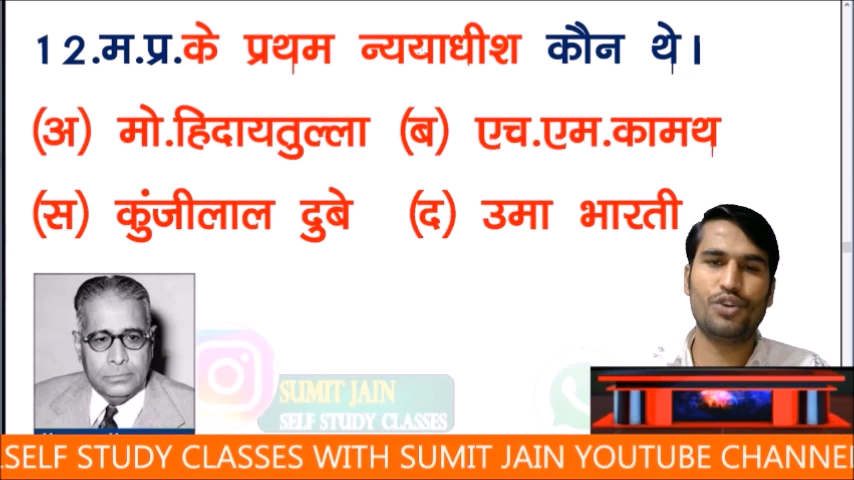 12.म.प्र.के प्रथम न्ययाधीश कौन थे।
(अ) मो.हिदायतुल्ला (ब) एच.एम.कामथ
(स) कुंजीलाल दुबे (द) उमा भारती
SUMIT JAIN
SELF STUDY CLASSES
.SELF STUDY CLASSES WITH SUMIT JAIN YOUTUBE CHANNE